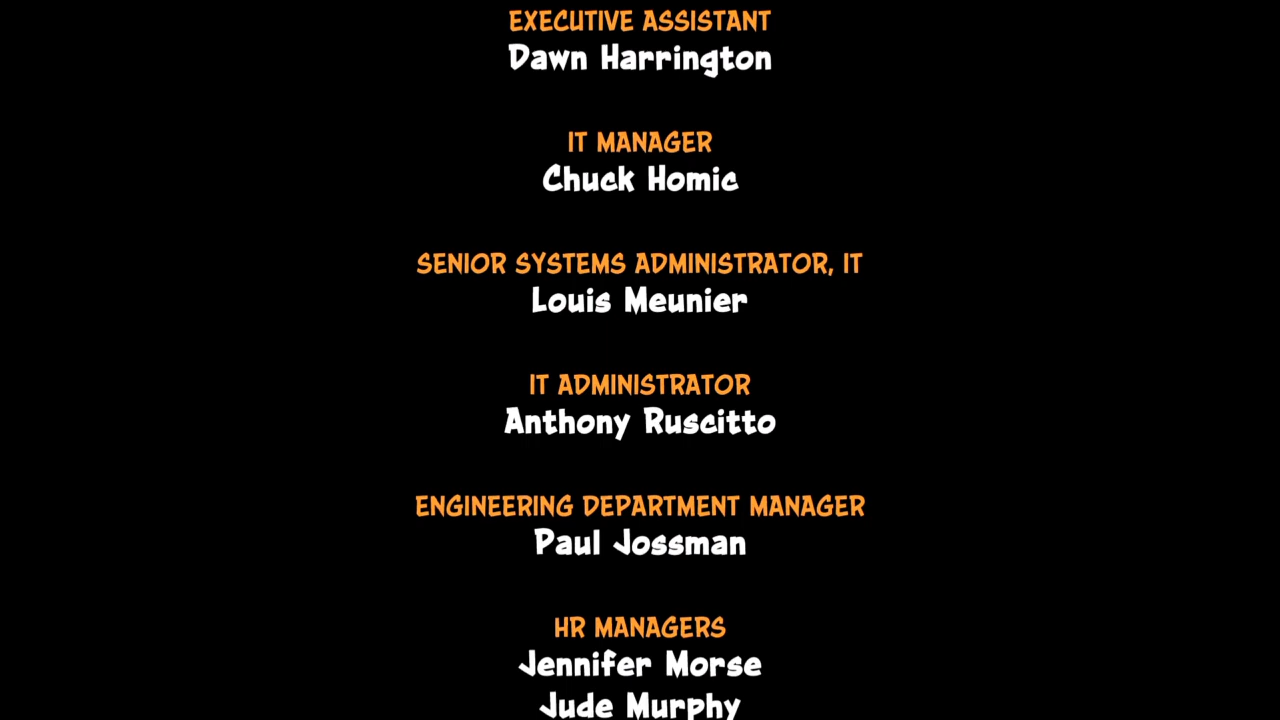 EXECUTIVE ASSISTANT
Dawn Harrington
IT MANAGER
Chuck Homic
SENIOR SYSTEMS ADMINISTRATOR, IT
Louis Meunier
IT ADMINISTRATOR
Anthony Ruscitto
ENGINEERING DEPARTMENT MANAGER
Paul Jossman
HR MANAGERS
Jennifer Morse
Jude Murphy